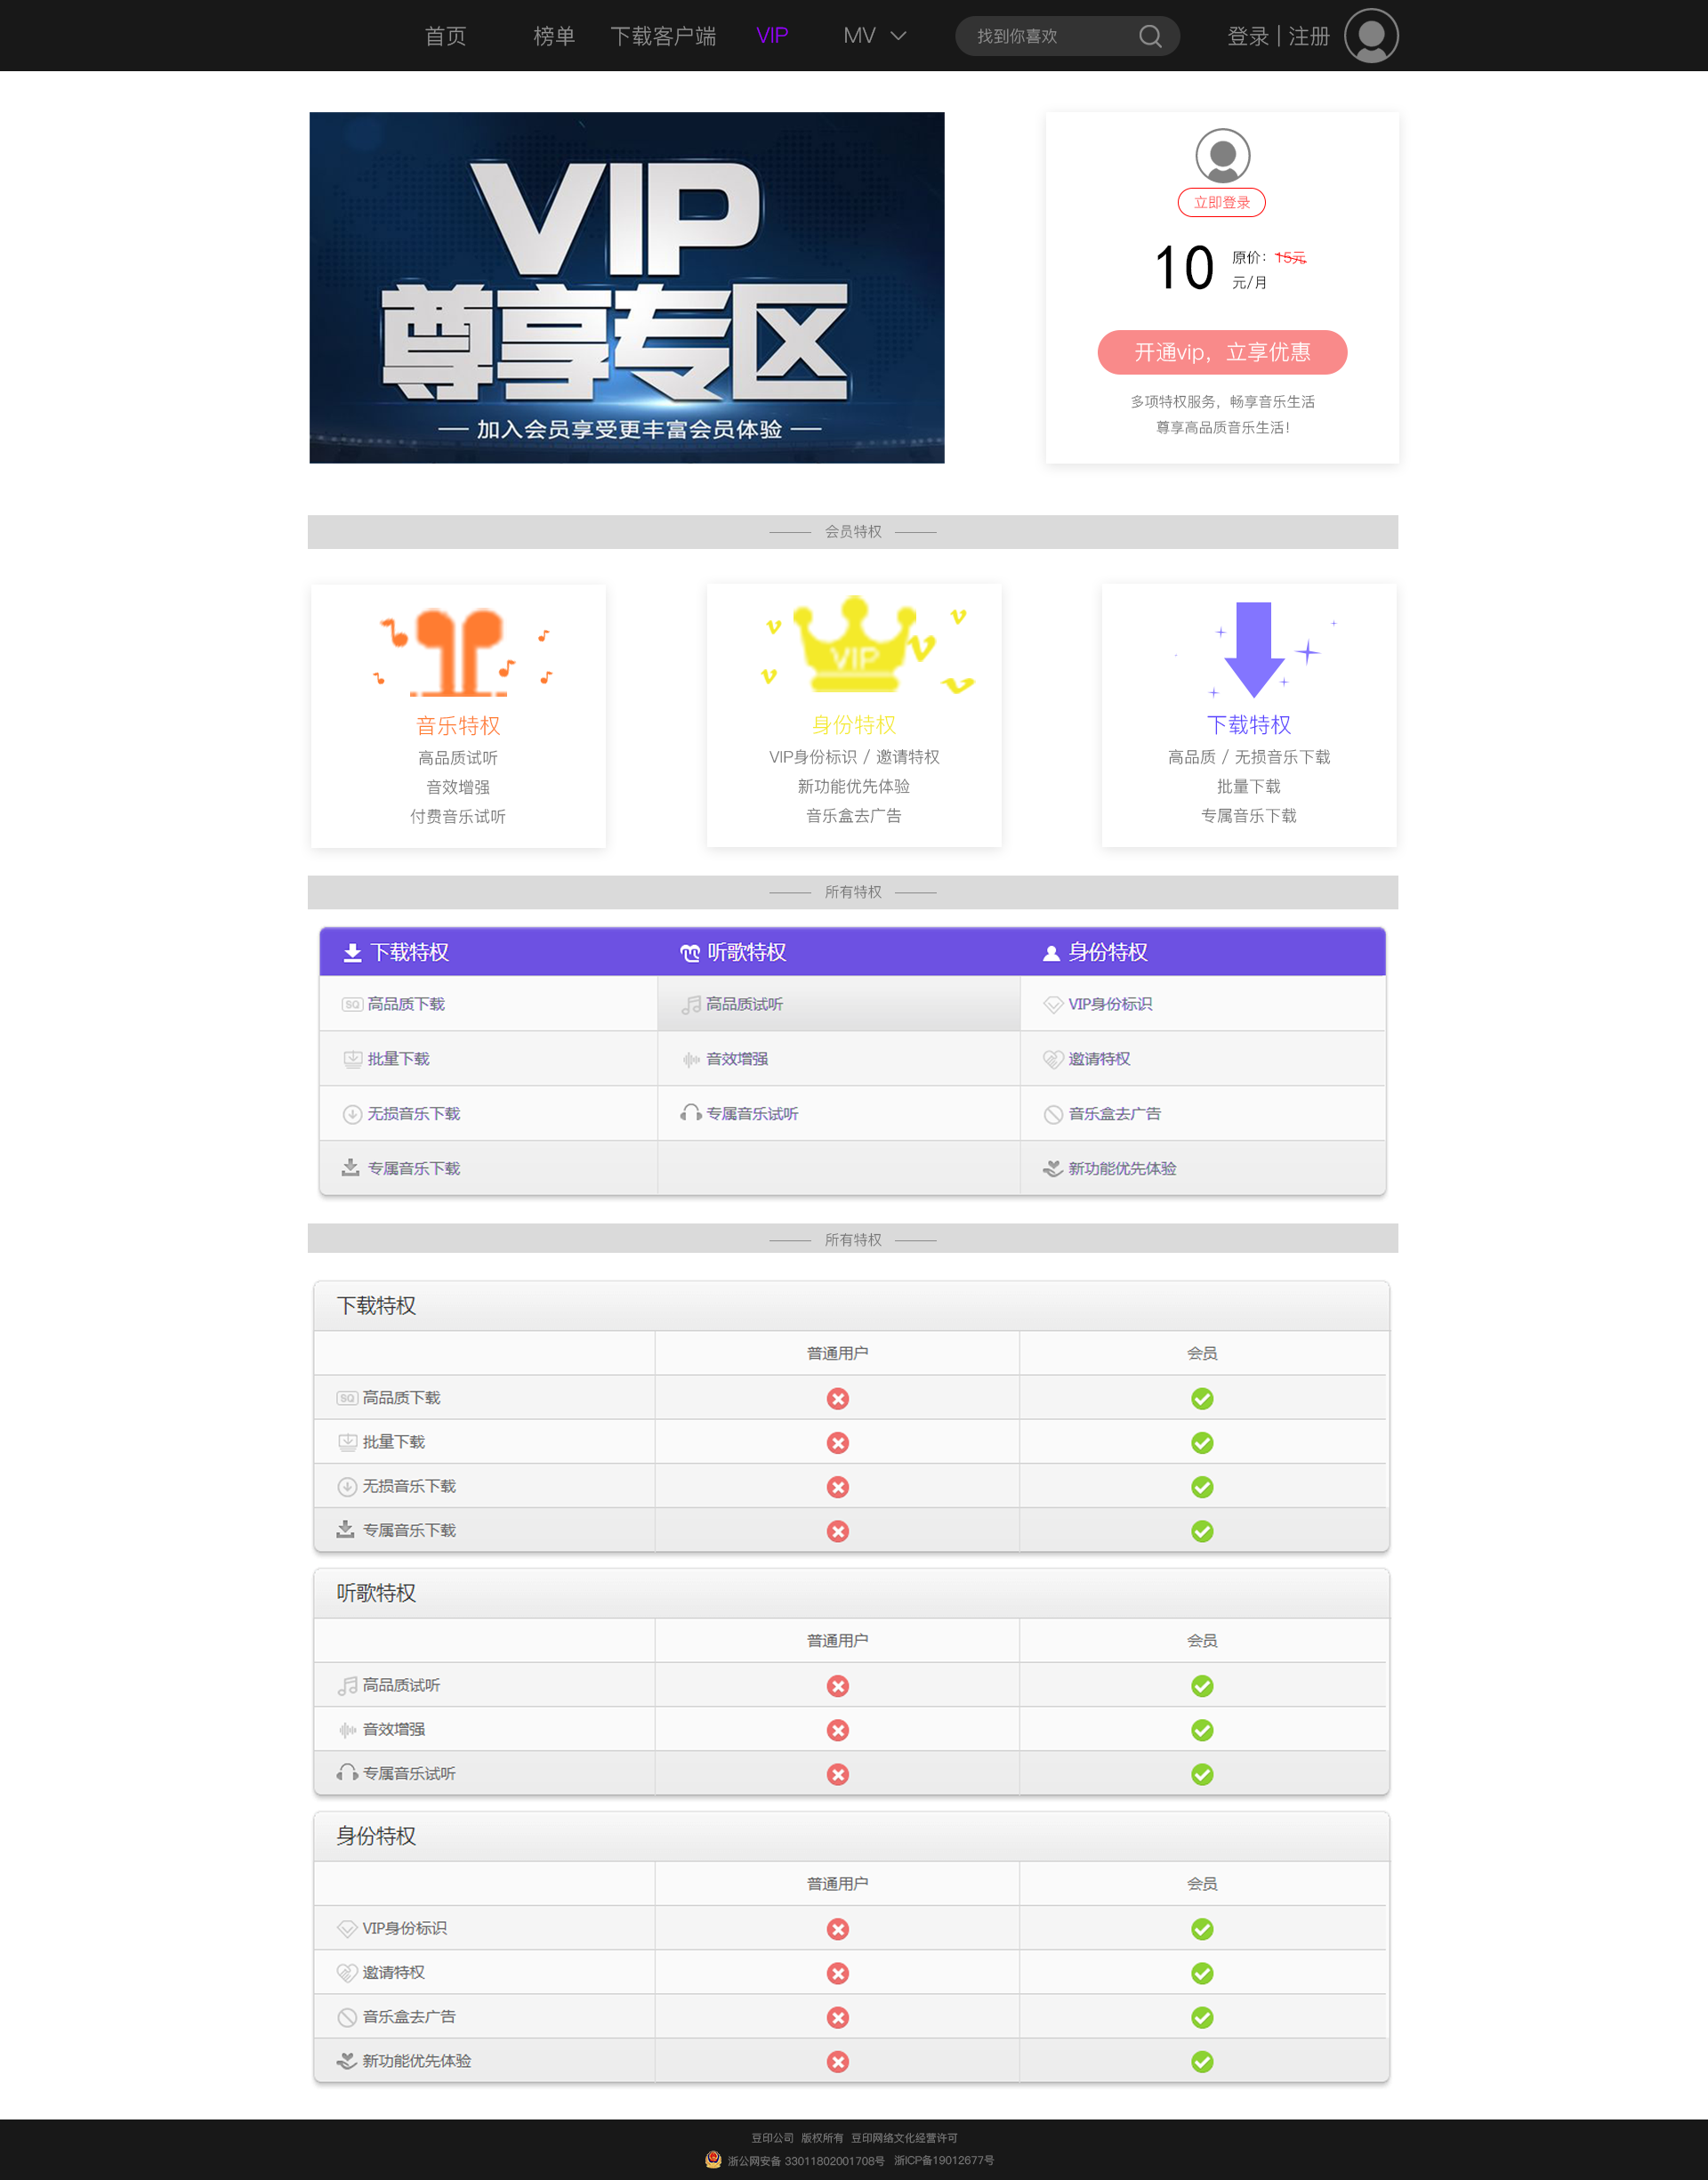 首页 榜单 下载客户端 VIP MV 找到你喜欢 登录 | 注册
VIP
尊享专区
加入会员享受更丰富会员体验
立即登录
10 原价：15元
元/月
开通vip，立享优惠
多项特权服务，畅享音乐生活
尊享高品质音乐生活！
会员特权
音乐特权
高品质试听
音效增强
付费音乐试听
VIP
身份特权
VIP身份标识 / 邀请特权
新功能优先体验
音乐盒去广告
下载特权
高品质 / 无损音乐下载
批量下载
专属音乐下载
所有特权
下载特权 听歌特权 身份特权
SQ 高品质下载 高品质试听 VIP身份标识
批量下载 音效增强 邀请特权
无损音乐下载 专属音乐试听 音乐盒去广告
专属音乐下载 新功能优先体验
所有特权
下载特权
普通用户 会员
SQ 高品质下载
批量下载
无损音乐下载
专属音乐下载
听歌特权
普通用户 会员
高品质试听
音效增强
专属音乐试听
身份特权
普通用户 会员
VIP身份标识
邀请特权
音乐盒去广告
新功能优先体验
豆印公司 版权所有 豆印网络文化经营许可
浙公网安备 33011802001708号 浙ICP备19012677号